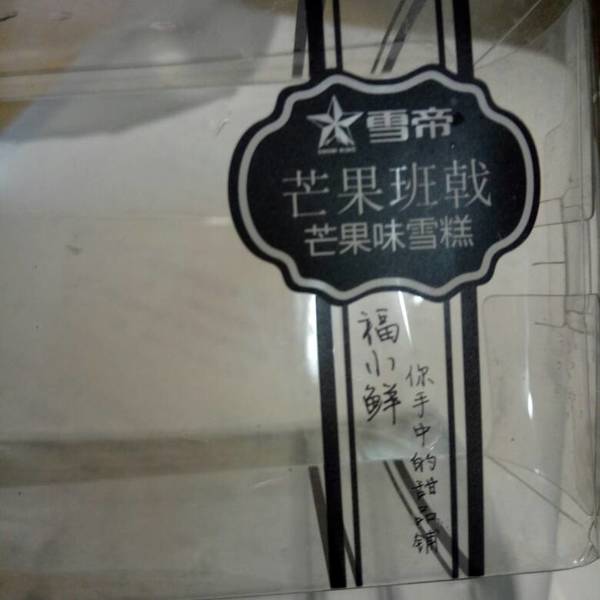 雪帝
芒果班戟
芒果味雪糕
福小鲜
你手中的甜品铺